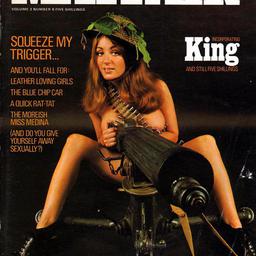 VOLUME 3 NUMBER 6 FIVE SHILLINGS
SQUEEZE MY
TRIGGER...
AND YOU'LL FALL FOR:
LEATHER LOVING GIRLS
THE BLUE CHIP CAR
A QUICK RAT-TAT
THE MOREISH
MISS MEDINA
(AND DO YOU GIVE
YOURSELF AWAY
SEXUALLY?)
INCORPORATING
King
AND STILL FIVE SHILLINGS